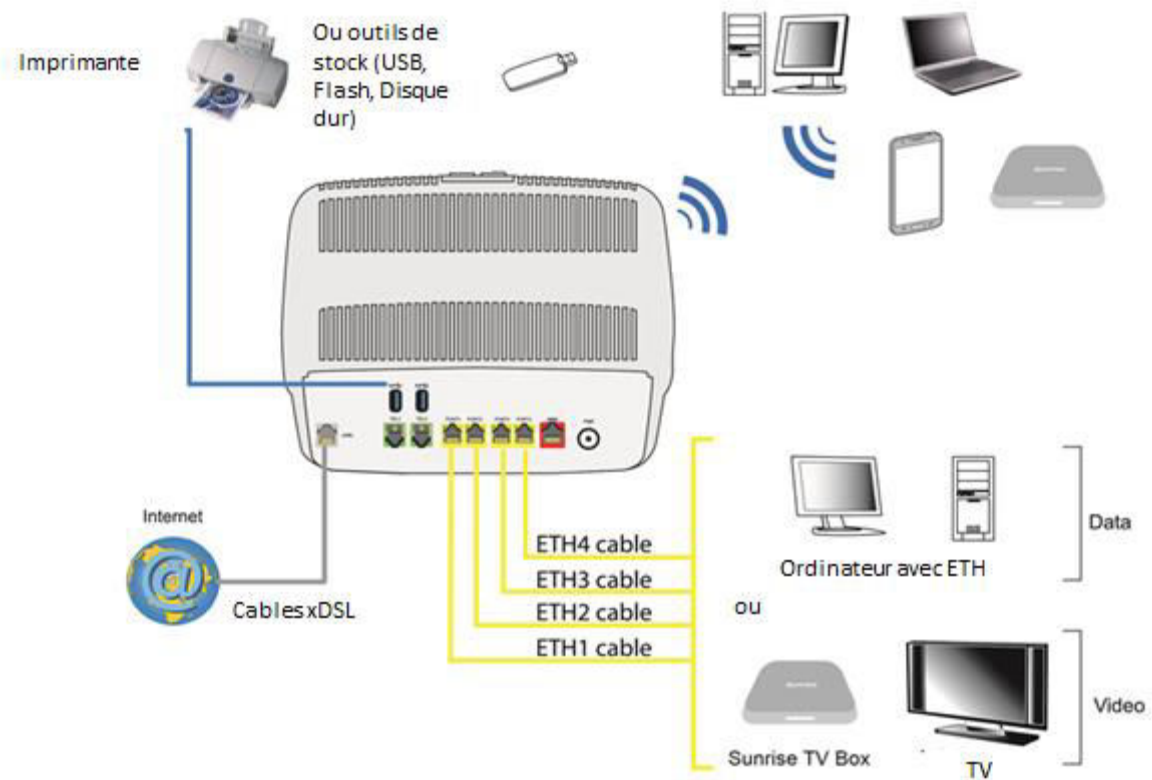 Imprimante
Ou outils de
stock (USB,
Flash, Disque
dur)
Internet
Cables xDSL
ETH4 cable
ETH3 cable
ETH2 cable
ETH1 cable
Ordinateur avec ETH
Data
ou
Sunrise TV Box
TV
Video